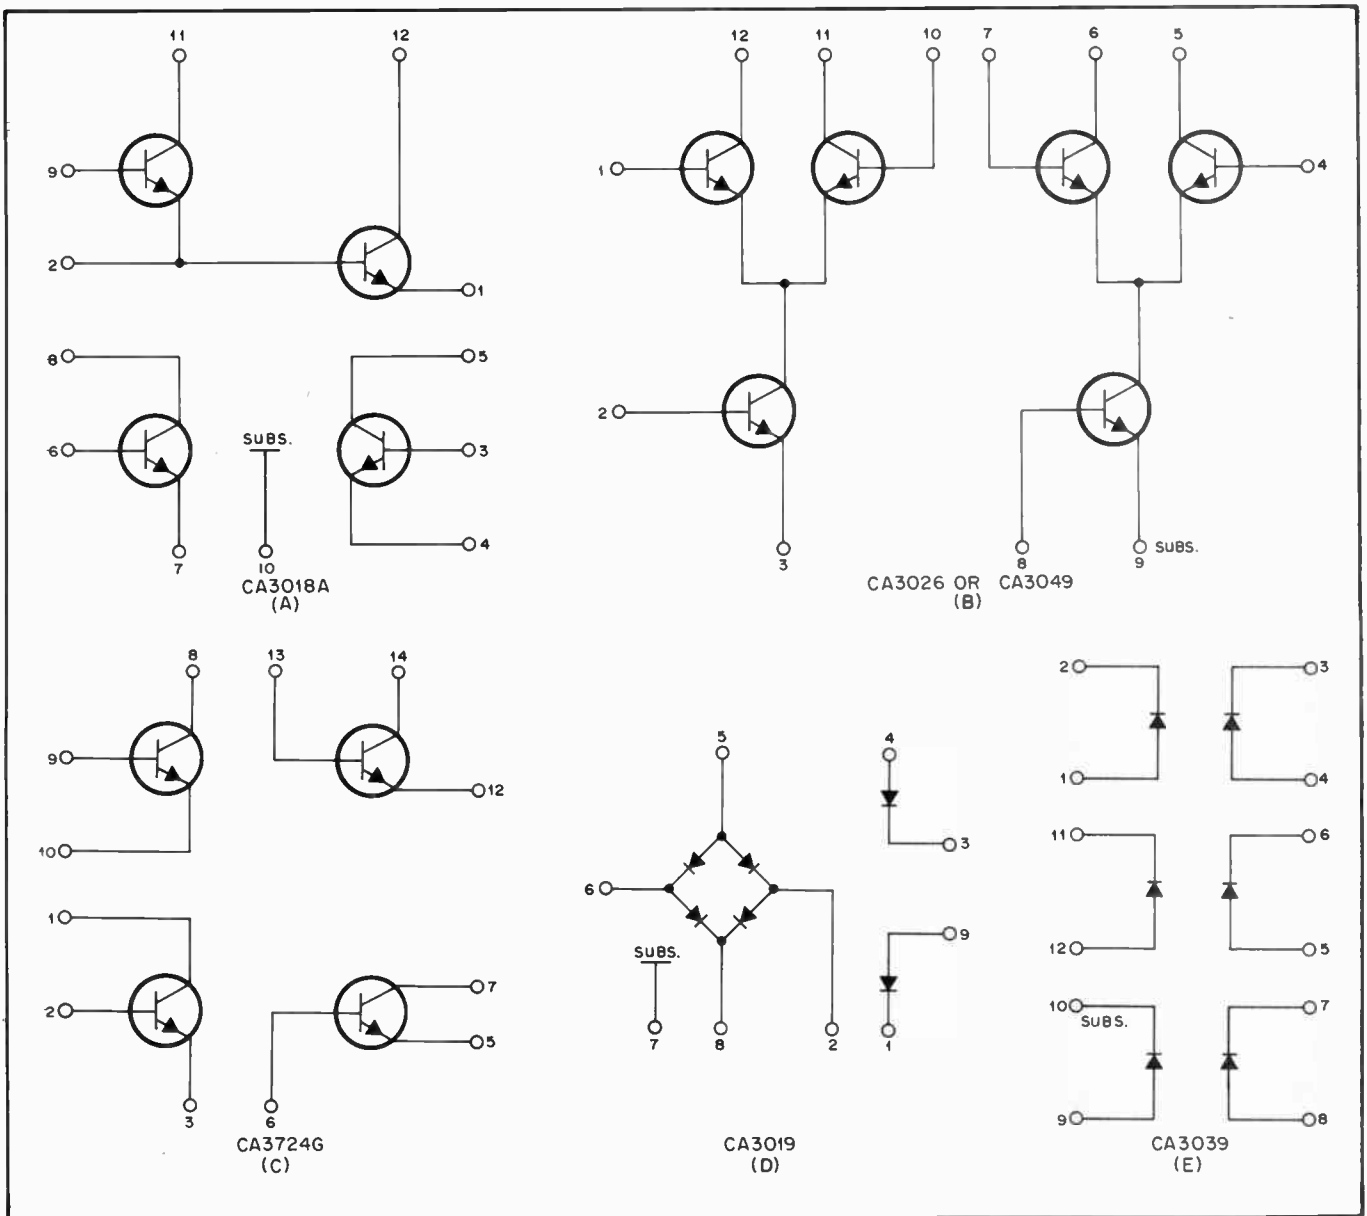 11 12
9
2
1
8 5
6 SUBS. 3
4
7 10
CA3018A
(A)
12 11 10 7 6 5
1 4
2
3 8 9 SUBS.
CA3026 OR CA3049
(B)
8 13 14
9
12
10
1
7
2
5
3 6
CA3724G
(C)
5 4
3
6
9
SUBS.
7 8 2 1
CA3019
(D)
2 3
1 4
11 6
12 5
10 7
SUBS.
9 8
CA3039
(E)